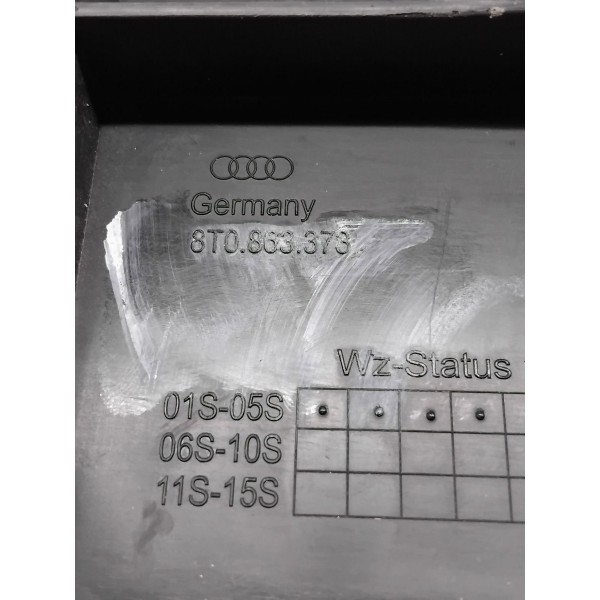 Germany
8T0.863.373
Wz-Status
01S-05S
06S-10S
11S-15S